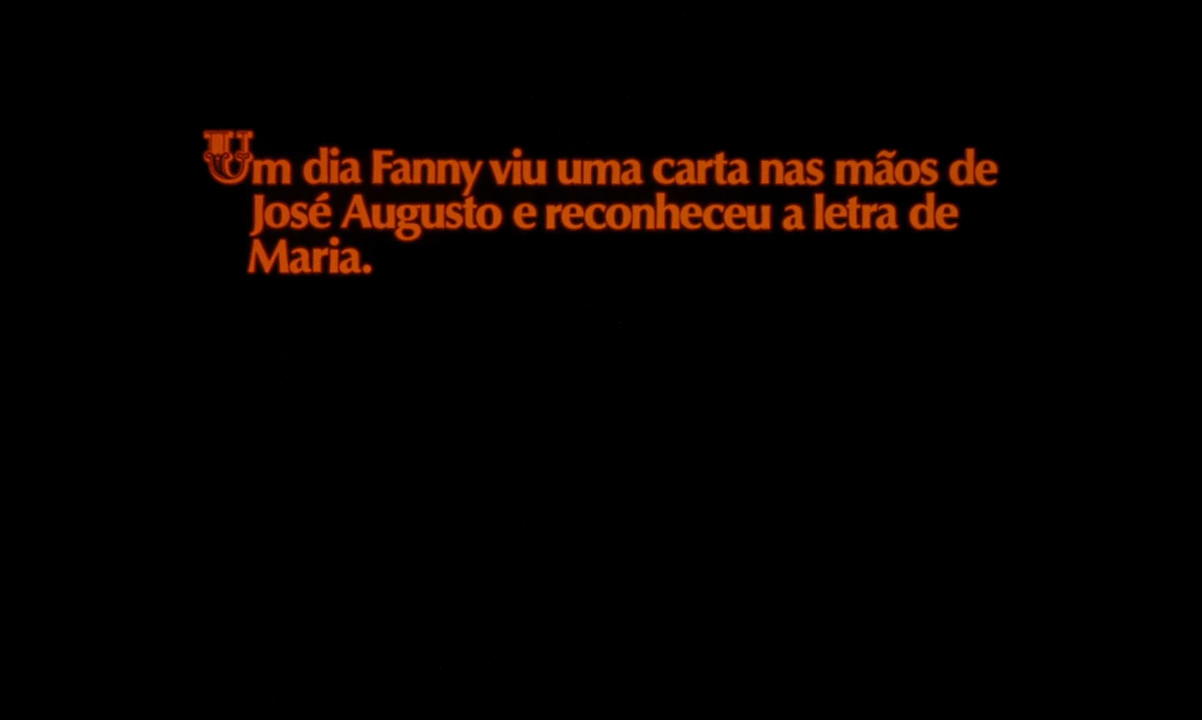 Um dia Fanny viu uma carta nas mãos de
José Augusto e reconheceu a letra de
Maria.